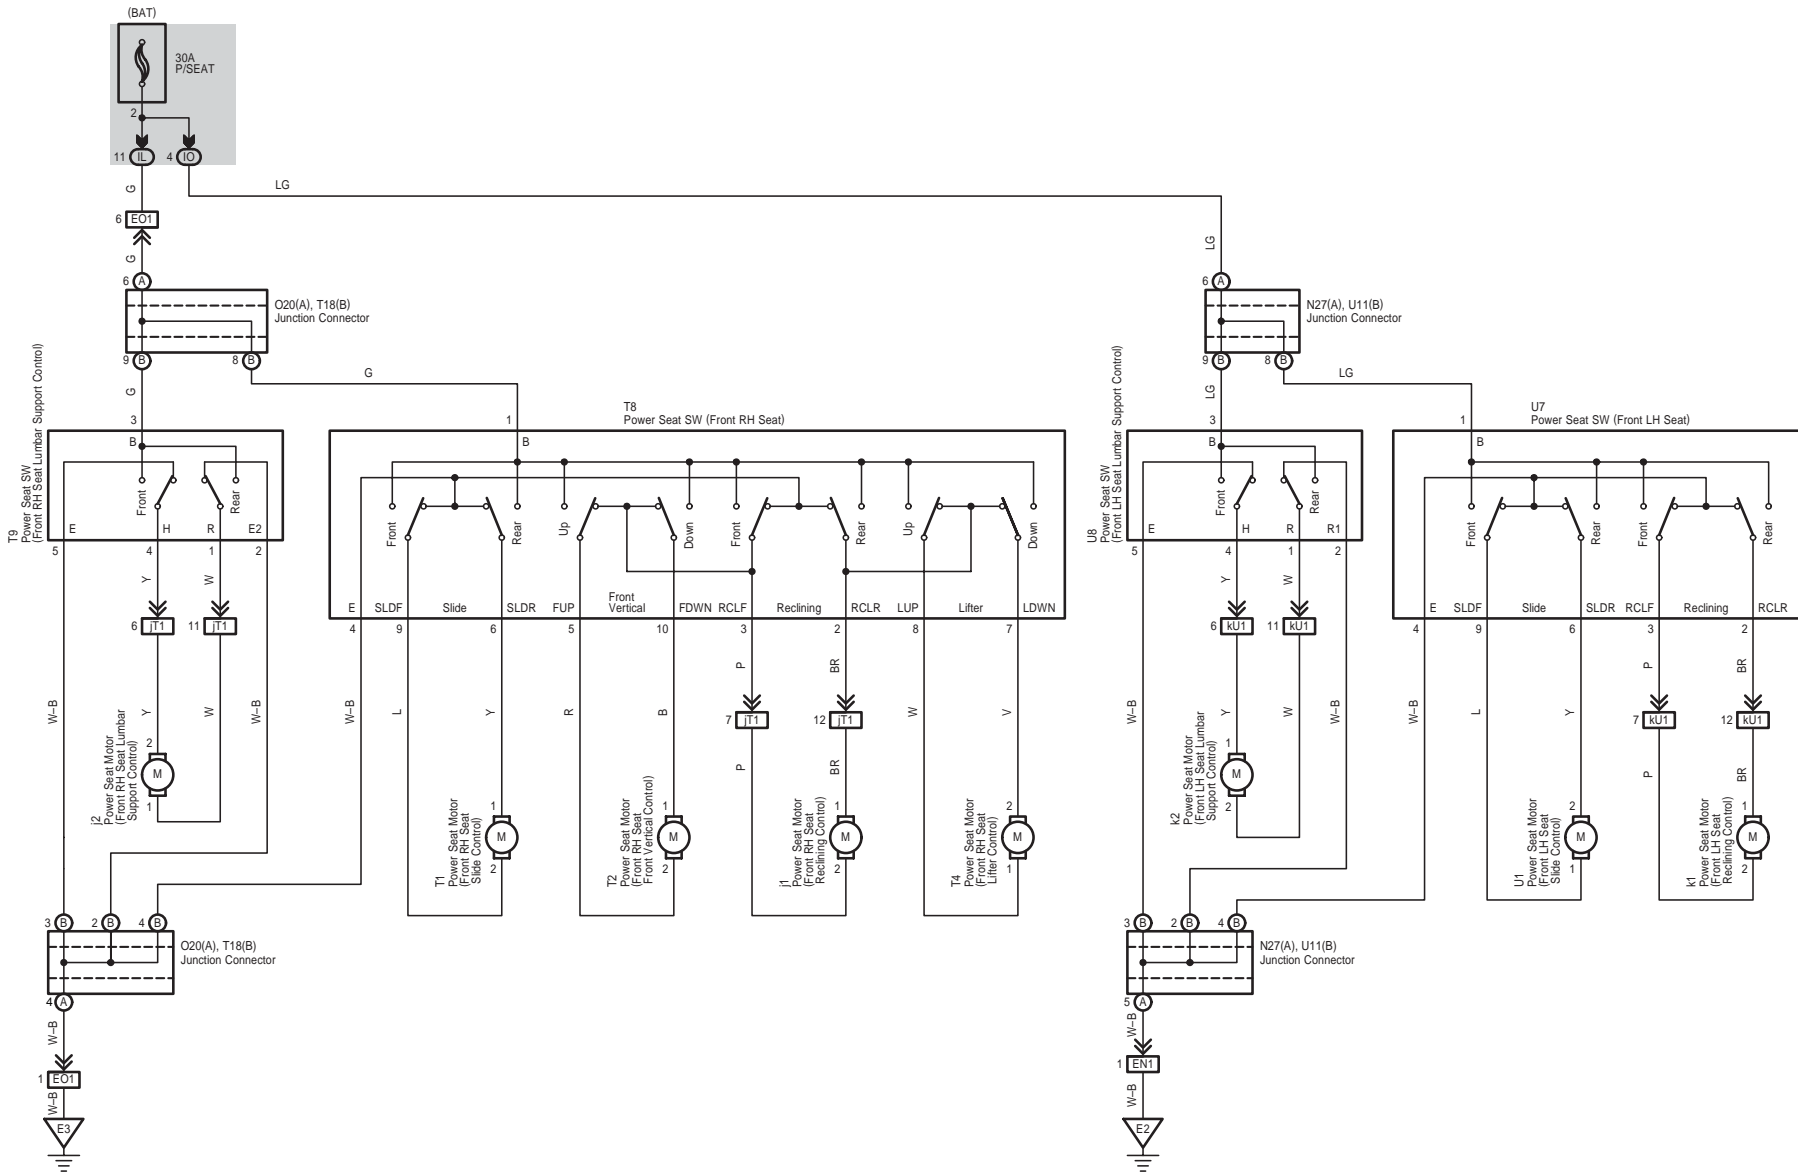 (BAT)
30A
P/SEAT
2
11 IL 4 IO
G
LG
6 EO1
G
LG
6 A
O20(A), T18(B)
Junction Connector
9 B 8 B
G
G
6 A
N27(A), U11(B)
Junction Connector
9 B 8 B
LG
LG
T9
Power Seat SW
(Front RH Seat Lumbar Support Control)
3
B
Front
Rear
E H R E2
5 4 1 2
T8
Power Seat SW (Front RH Seat)
1
B
Front
Rear
Up
Down
Front
Rear
Up
Down
E SLDF Slide SLDR FUP Front
Vertical FDWN RCLF Reclining RCLR LUP Lifter LDWN
4 9 6 5 10 3 2 8 7
U8
Power Seat SW
(Front LH Seat Lumbar Support Control)
3
B
Front
Rear
E H R R1
5 4 1 2
U7
Power Seat SW (Front LH Seat)
1
B
Front
Rear
Front
Rear
E SLDF Slide SLDR RCLF Reclining RCLR
4 9 6 3 2
Y W
6 jT1 11 jT1
W–B
Y W
W–B
W–B
L
Y
R
B
P BR
7 jT1 12 jT1
P BR
W
V
Y W
6 kU1 11 kU1
W–B
Y W
W–B
W–B
L
Y
P BR
7 kU1 12 kU1
P BR
j2
Power Seat Motor
(Front RH Seat Lumbar
Support Control)
2
M
1
T1
Power Seat Motor
(Front RH Seat
Slide Control)
1
M
2
T2
Power Seat Motor
(Front RH Seat
Front Vertical Control)
1
M
2
j1
Power Seat Motor
(Front RH Seat
Reclining Control)
1
M
2
T4
Power Seat Motor
(Front RH Seat
Lifter Control)
2
M
1
k2
Power Seat Motor
(Front LH Seat Lumbar
Support Control)
1
M
2
U1
Power Seat Motor
(Front LH Seat
Slide Control)
2
M
1
k1
Power Seat Motor
(Front LH Seat
Reclining Control)
1
M
2
3 B 2 B 4 B
O20(A), T18(B)
Junction Connector
4 A
W–B
1 EO1
W–B
E3
3 B 2 B 4 B
N27(A), U11(B)
Junction Connector
5 A
W–B
1 EN1
W–B
E2